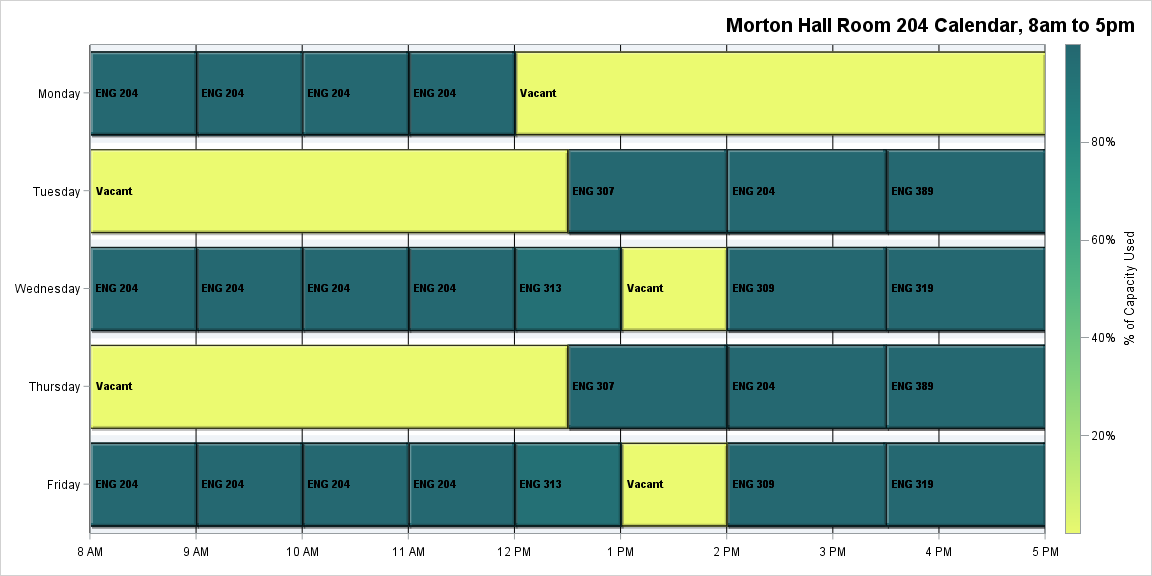 Morton Hall Room 204 Calendar, 8am to 5pm
Monday ENG 204 ENG 204 ENG 204 ENG 204 Vacant
Tuesday Vacant ENG 307 ENG 204 ENG 389
Wednesday ENG 204 ENG 204 ENG 204 ENG 204 ENG 313 Vacant ENG 309 ENG 319
Thursday Vacant ENG 307 ENG 204 ENG 389
Friday ENG 204 ENG 204 ENG 204 ENG 204 ENG 313 Vacant ENG 309 ENG 319
8 AM 9 AM 10 AM 11 AM 12 PM 1 PM 2 PM 3 PM 4 PM 5 PM
80%
60%
40%
20%
% of Capacity Used